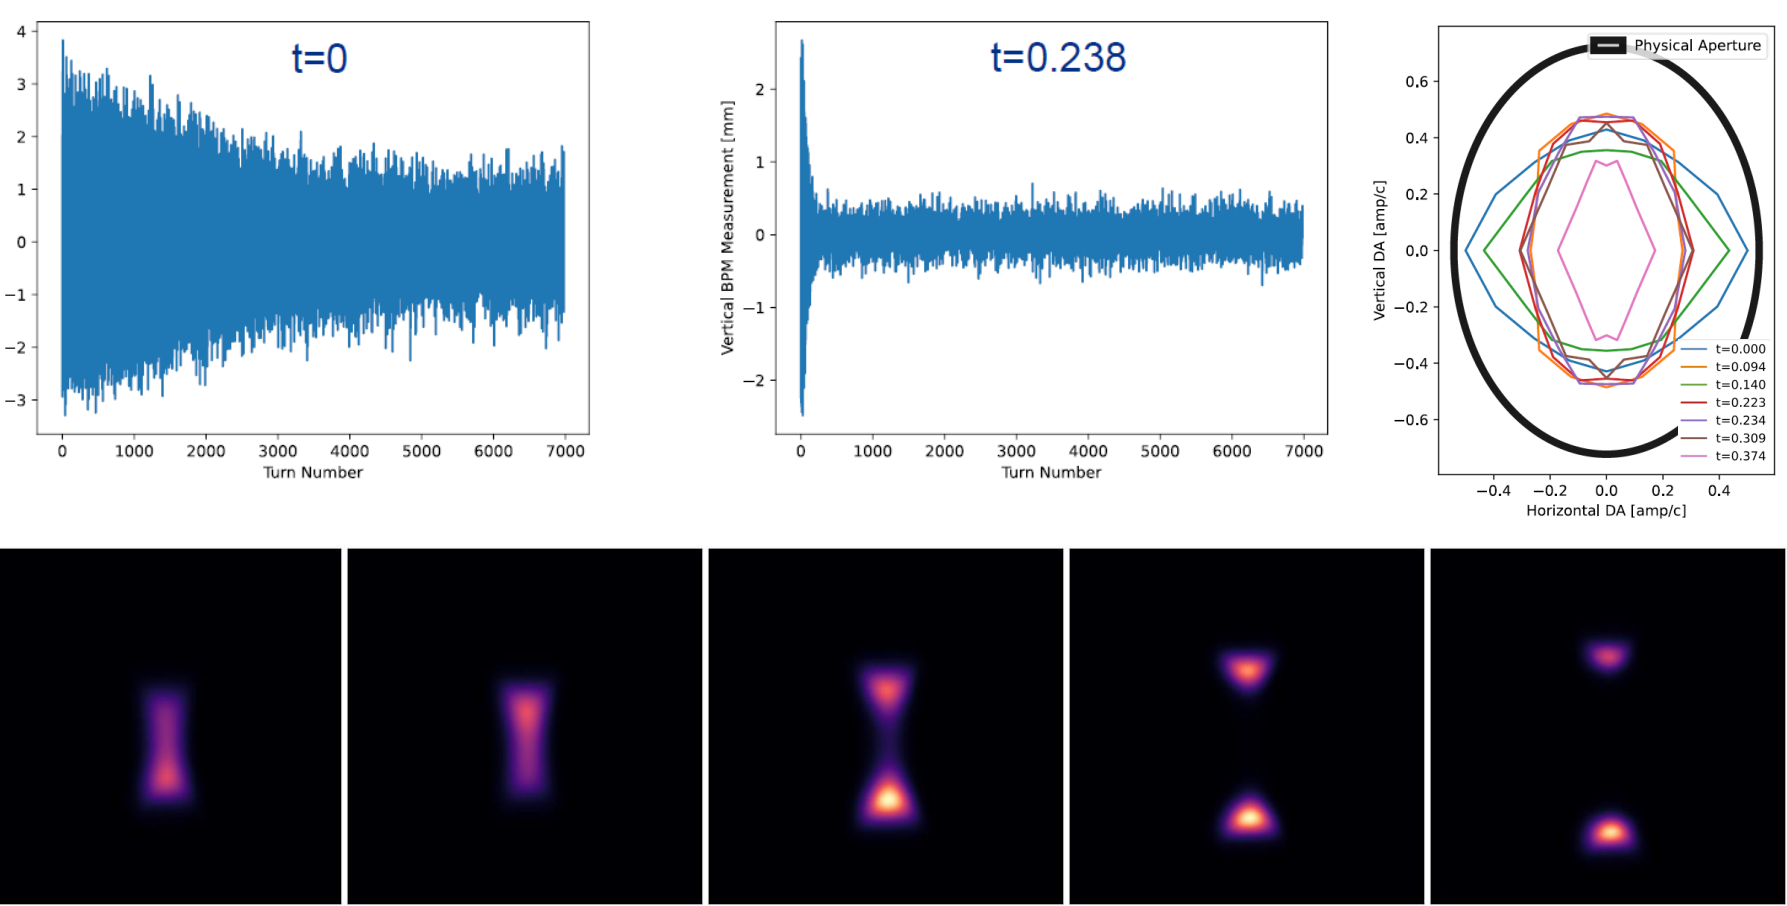 t=0
4
3
2
1
0
−1
−2
−3
0 1000 2000 3000 4000 5000 6000 7000
Turn Number
t=0.238
Vertical BPM Measurement [mm]
2
1
0
−1
−2
0 1000 2000 3000 4000 5000 6000 7000
Turn Number
Physical Aperture
Vertical DA [amp/c]
0.6
0.4
0.2
0.0
−0.2
−0.4
−0.6
t=0.000
t=0.094
t=0.140
t=0.223
t=0.234
t=0.309
t=0.374
−0.4 −0.2 0.0 0.2 0.4
Horizontal DA [amp/c]